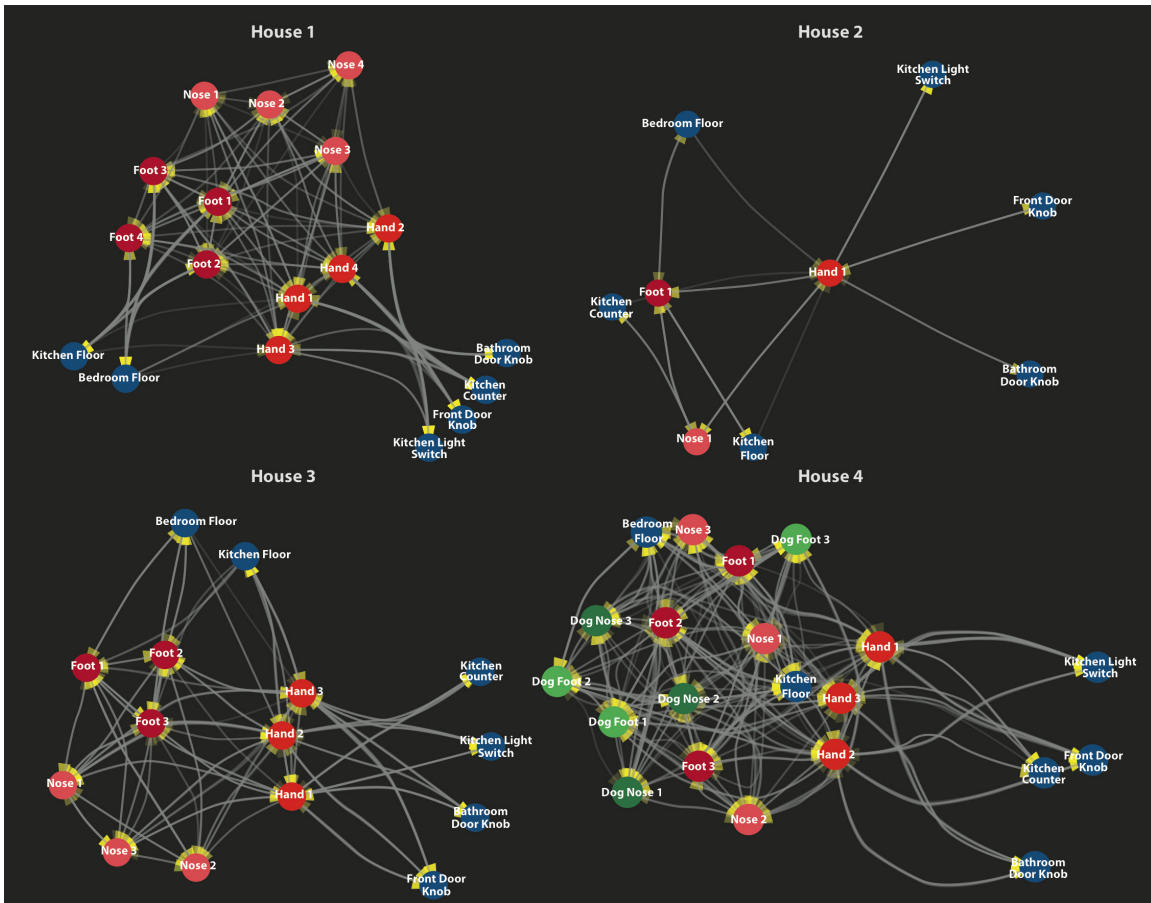 House 1
Nose 4
Nose 1
Nose 2
Nose 3
Foot 3
Foot 1
Hand 2
Foot 4
Foot 2
Hand 4
Hand 1
Hand 3
Kitchen Floor
Bedroom Floor
Bathroom
Door Knob
Kitchen
Counter
Front Door
Knob
Kitchen Light
Switch
House 2
Kitchen Light
Switch
Bedroom Floor
Front Door
Knob
Hand 1
Foot 1
Kitchen
Counter
Bathroom
Door Knob
Nose 1
Kitchen
Floor
House 3
Bedroom Floor
Kitchen Floor
Foot 2
Foot 1
Kitchen
Counter
Hand 3
Foot 3
Hand 2
Kitchen Light
Switch
Nose 1
Hand 1
Bathroom
Door Knob
Nose 3
Nose 2
Front Door
Knob
House 4
Bedroom
Floor
Nose 3
Dog Foot 3
Foot 1
Dog Nose 3
Foot 2
Nose 1
Hand 1
Kitchen Light
Switch
Dog Foot 2
Kitchen
Floor
Dog Nose 2
Hand 3
Dog Foot 1
Hand 2
Front Door
Knob
Foot 3
Kitchen
Counter
Dog Nose 1
Nose 2
Bathroom
Door Knob